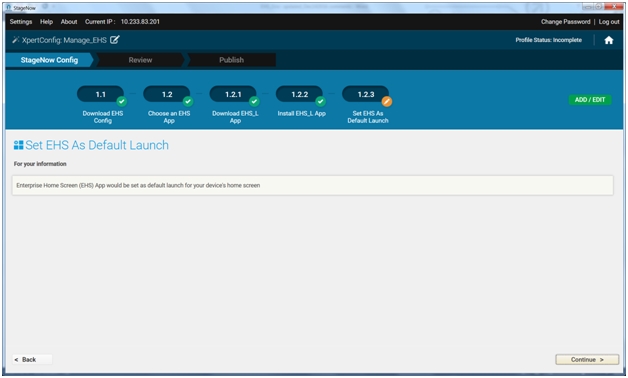 StageNow
Settings Help About Current IP : 10.233.83.201 Change Password | Log out
XpertConfig: Manage_EHS Profile Status: Incomplete
StageNow Config Review Publish
1.1 1.2 1.2.1 1.2.2 1.2.3
Download EHS Config
Choose an EHS App
Download EHS_L App
Install EHS_L App
Set EHS As Default Launch
ADD / EDIT
Set EHS As Default Launch
For your information
Enterprise Home Screen (EHS) App would be set as default launch for your device's home screen
< Back Continue >